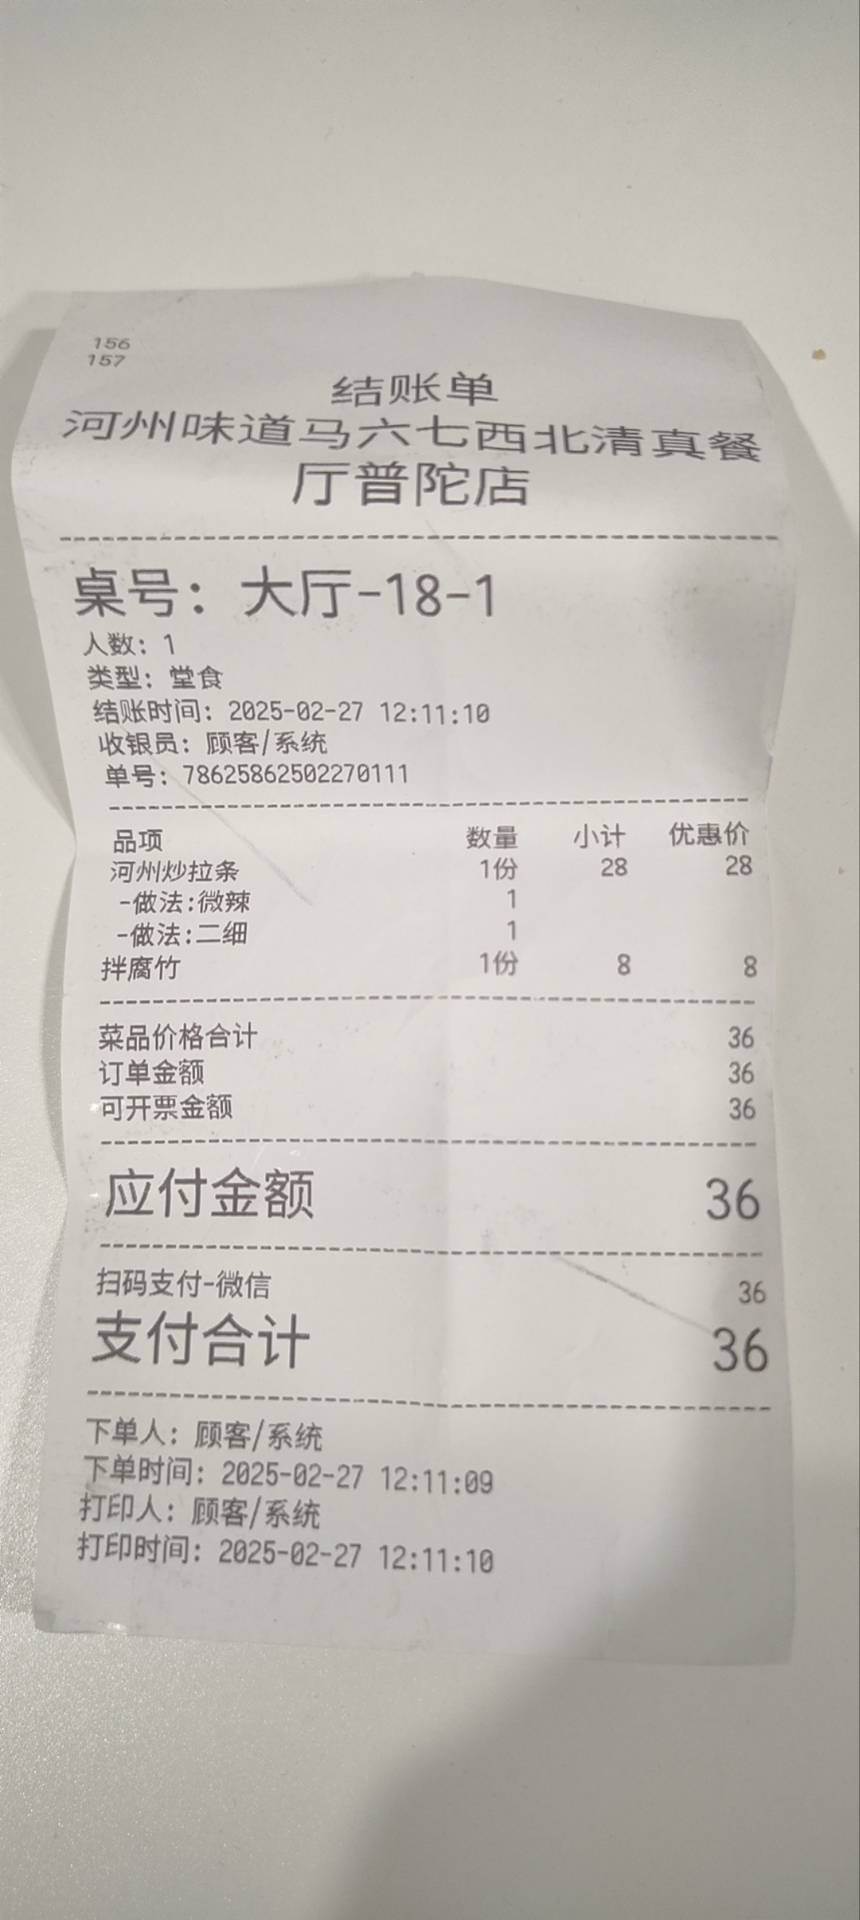 156
157
结账单
河州味道马六七西北清真餐
厅普陀店
桌号：大厅-18-1
人数：1
类型：堂食
结账时间：2025-02-27 12:11:10
收银员：顾客/系统
单号：78625862502270111
品项 数量 小计 优惠价
河州炒拉条 1份 28 28
-做法:微辣 1
-做法:二细 1
拌腐竹 1份 8 8
菜品价格合计 36
订单金额 36
可开票金额 36
应付金额 36
扫码支付-微信 36
支付合计 36
下单人：顾客/系统
下单时间：2025-02-27 12:11:09
打印人：顾客/系统
打印时间：2025-02-27 12:11:10